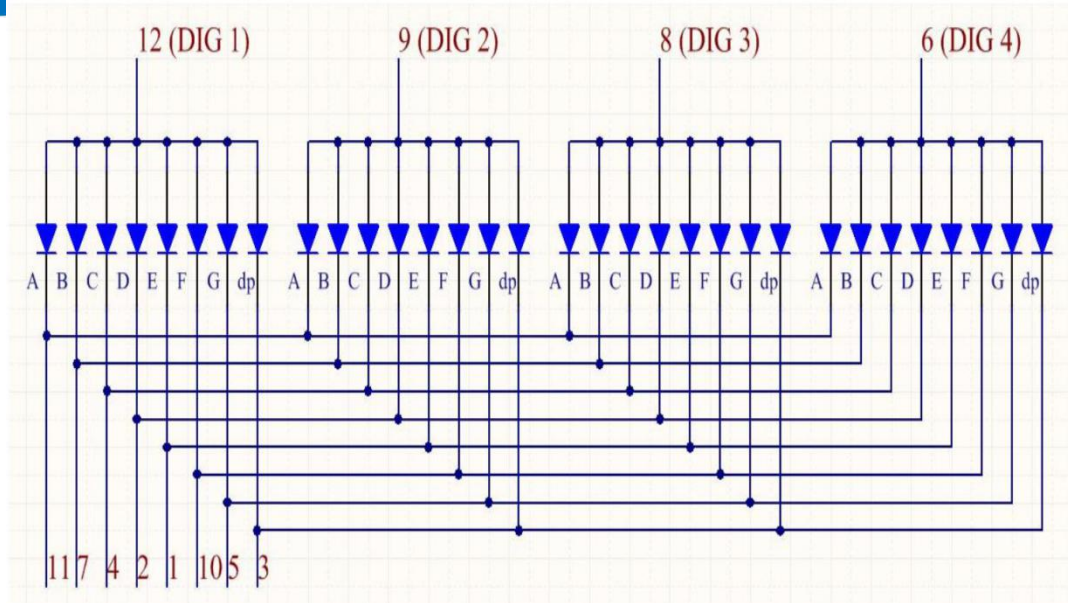 12 (DIG 1) 9 (DIG 2) 8 (DIG 3) 6 (DIG 4)
A B C D E F G dp A B C D E F G dp A B C D E F G dp A B C D E F G dp
11 7 4 2 1 10 5 3